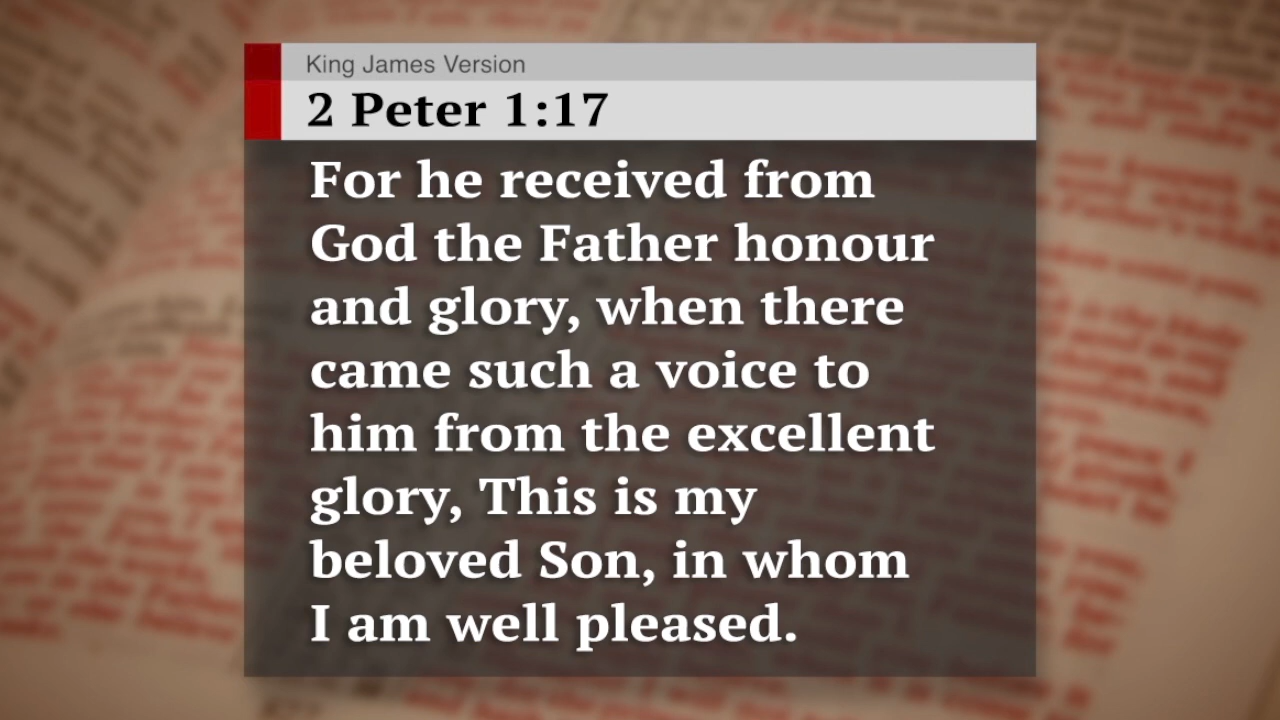 King James Version
2 Peter 1:17
For he received from
God the Father honour
and glory, when there
came such a voice to
him from the excellent
glory, This is my
beloved Son, in whom
I am well pleased.